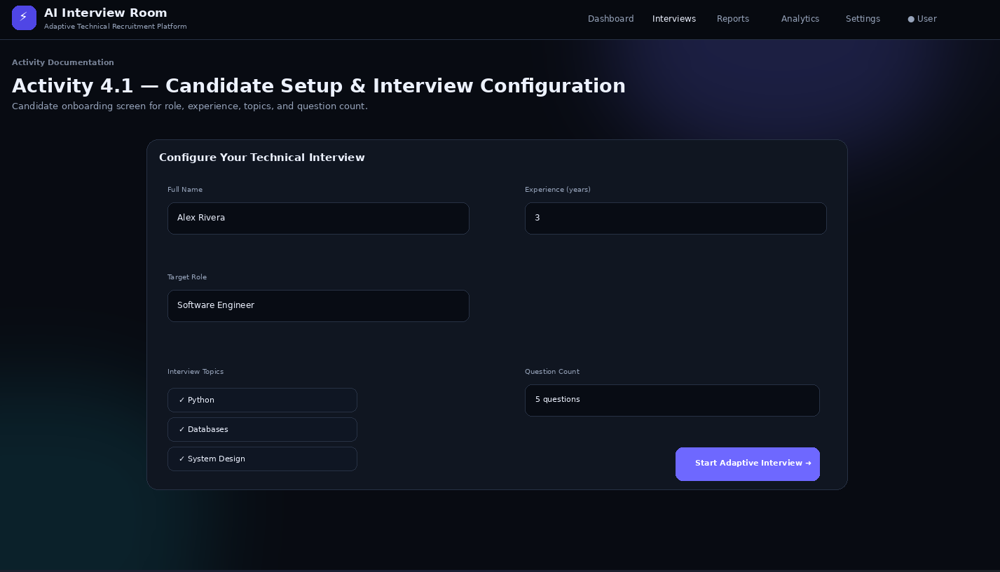 ⚡ AI Interview Room
Adaptive Technical Recruitment Platform
Dashboard Interviews Reports Analytics Settings ● User
Activity Documentation
Activity 4.1 — Candidate Setup & Interview Configuration
Candidate onboarding screen for role, experience, topics, and question count.
Configure Your Technical Interview
Full Name
Alex Rivera
Experience (years)
3
Target Role
Software Engineer
Interview Topics
✓ Python
✓ Databases
✓ System Design
Question Count
5 questions
Start Adaptive Interview →